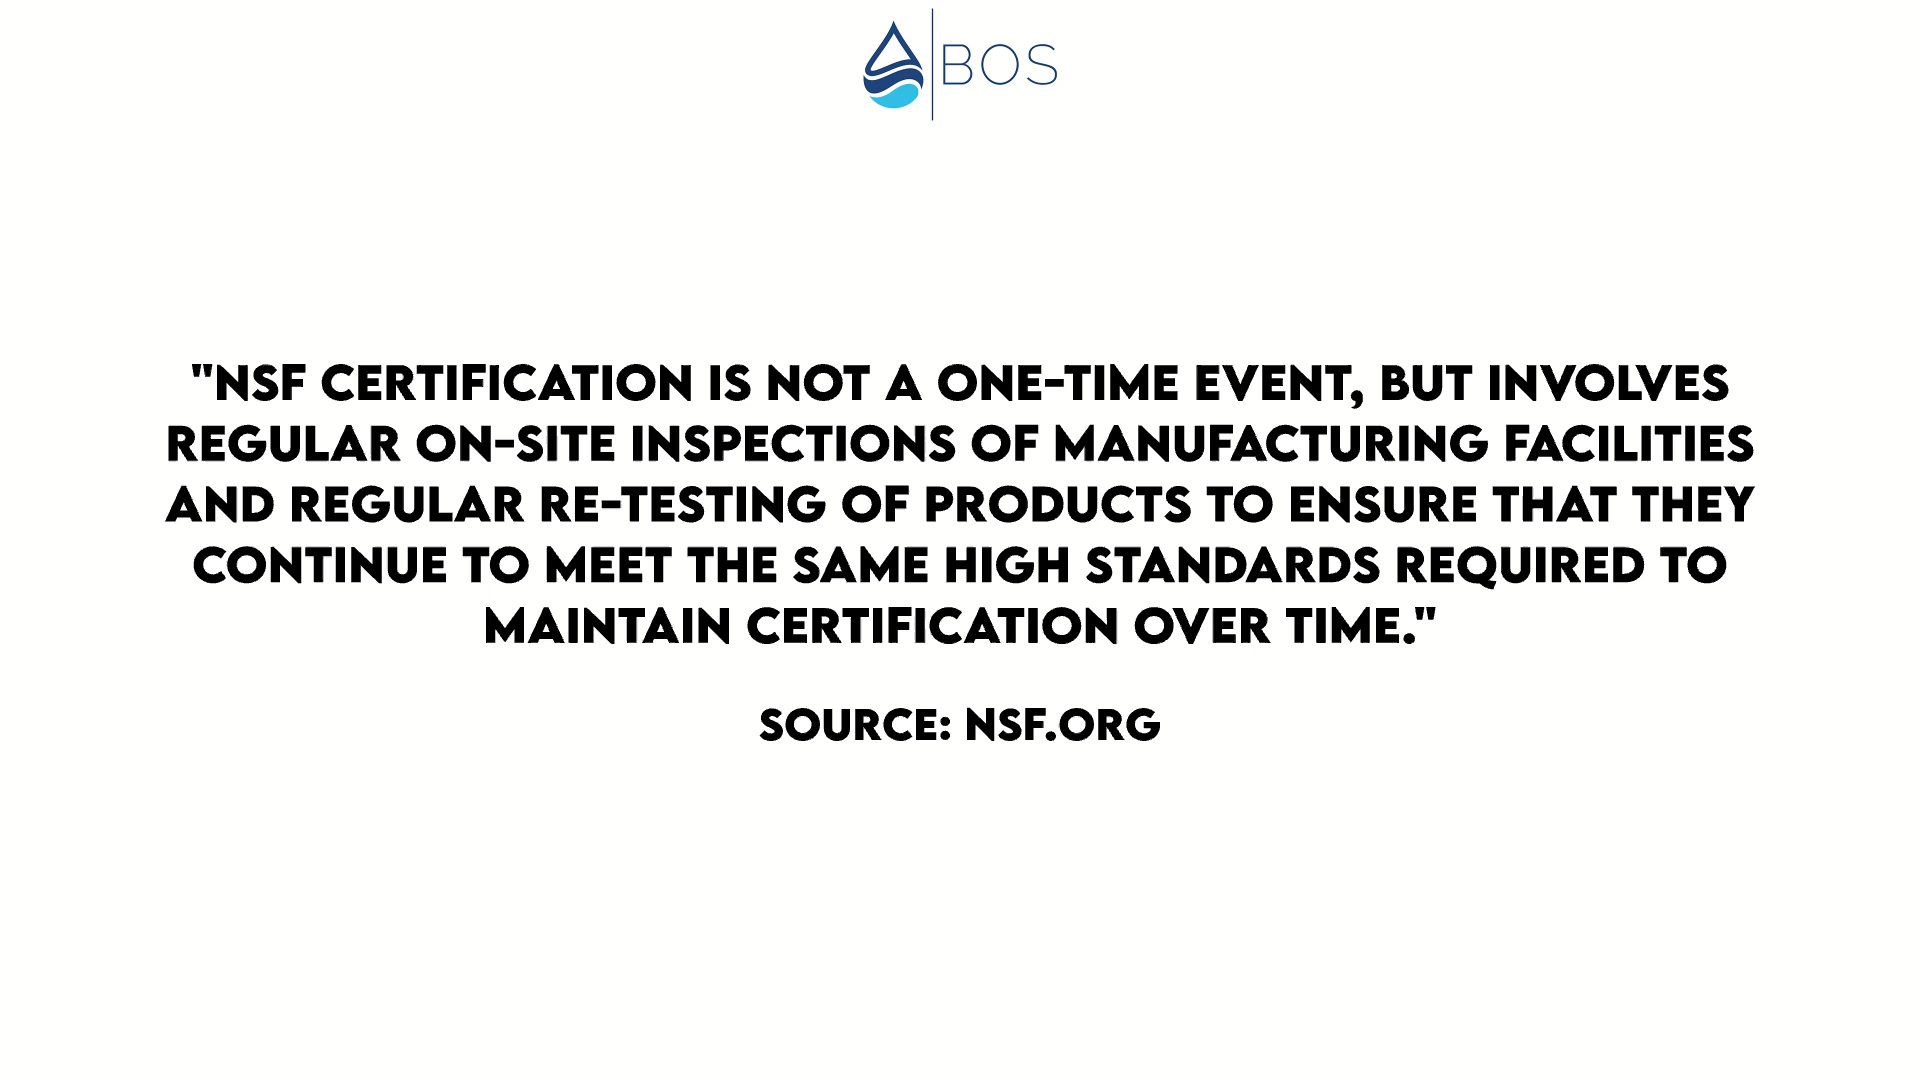 BOS
"NSF CERTIFICATION IS NOT A ONE-TIME EVENT, BUT INVOLVES
REGULAR ON-SITE INSPECTIONS OF MANUFACTURING FACILITIES
AND REGULAR RE-TESTING OF PRODUCTS TO ENSURE THAT THEY
CONTINUE TO MEET THE SAME HIGH STANDARDS REQUIRED TO
MAINTAIN CERTIFICATION OVER TIME."
SOURCE: NSF.ORG